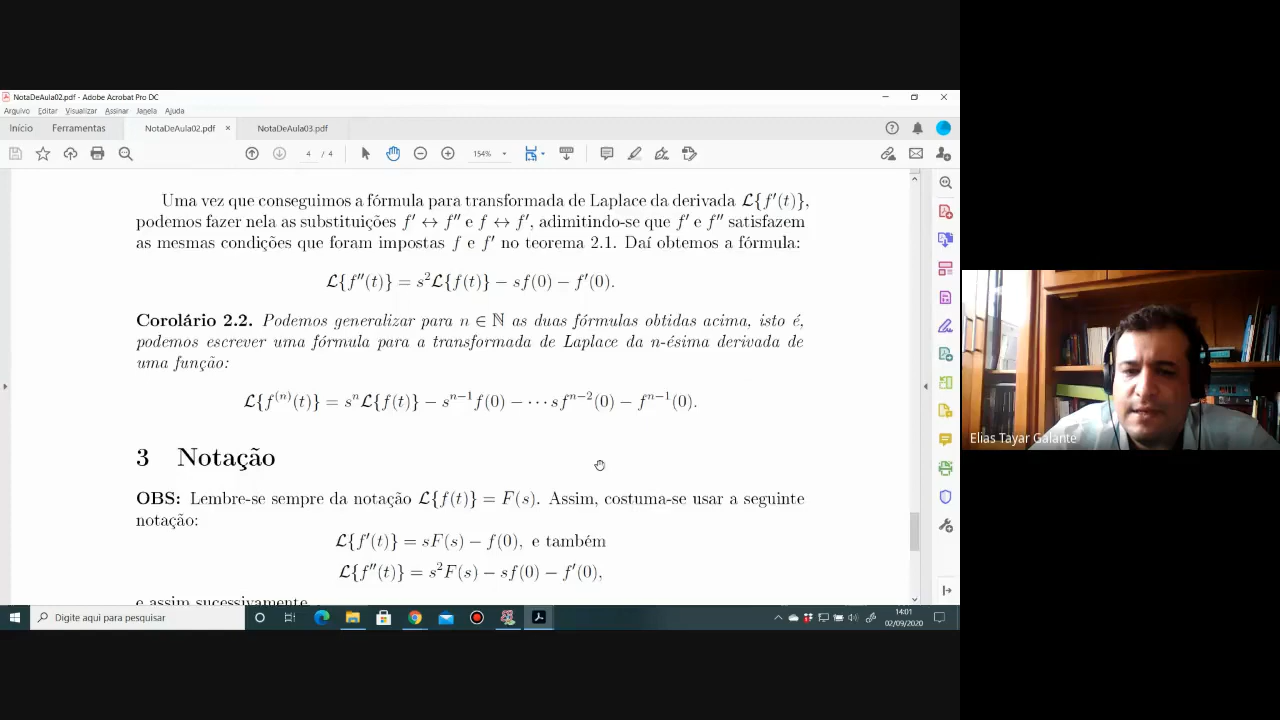 NotaDeAula02.pdf - Adobe Acrobat Pro DC
Arquivo Editar Visualizar Assinar Janela Ajuda
Início Ferramentas NotaDeAula02.pdf × NotaDeAula03.pdf
4 / 4 154%
Uma vez que conseguimos a fórmula para transformada de Laplace da derivada ℒ{f′(t)},
podemos fazer nela as substituições f′ ↔ f″ e f ↔ f′, adimitindo-se que f′ e f″ satisfazem
as mesmas condições que foram impostas f e f′ no teorema 2.1. Daí obtemos a fórmula:
ℒ{f″(t)} = s²ℒ{f(t)} − sf(0) − f′(0).
Corolário 2.2. Podemos generalizar para n ∈ ℕ as duas fórmulas obtidas acima, isto é,
podemos escrever uma fórmula para a transformada de Laplace da n-ésima derivada de
uma função:
ℒ{f⁽ⁿ⁾(t)} = sⁿℒ{f(t)} − sⁿ⁻¹f(0) − ⋯ sfⁿ⁻²(0) − fⁿ⁻¹(0).
3 Notação
OBS: Lembre-se sempre da notação ℒ{f(t)} = F(s). Assim, costuma-se usar a seguinte
notação:
ℒ{f′(t)} = sF(s) − f(0), e também
ℒ{f″(t)} = s²F(s) − sf(0) − f′(0),
e assim sucessivamente
Elias Tayar Galante
Digite aqui para pesquisar
14:01
02/09/2020